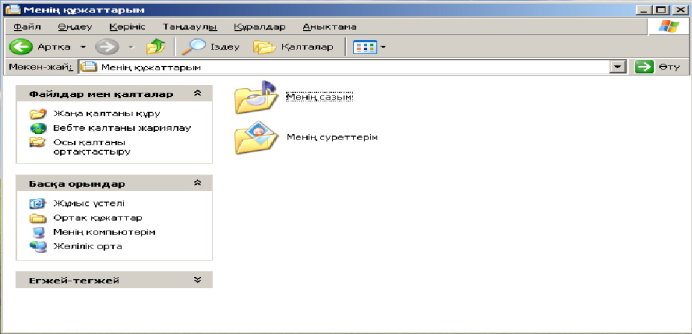 Менің құжаттарым
Файл Өңдеу Көрініс Таңдаулы Құралдар Анықтама
Артқа Іздеу Қалталар
Мекен-жай: Менің құжаттарым Өту
Файлдар мен қалталар
Жаңа қалтаны құру
Вебте қалтаны жариялау
Осы қалтаны
ортақтастыру
Басқа орындар
Жұмыс үстелі
Ортақ құжаттар
Менің компьютерім
Желілік орта
Егжей-тегжей
Менің сазым
Менің суреттерім